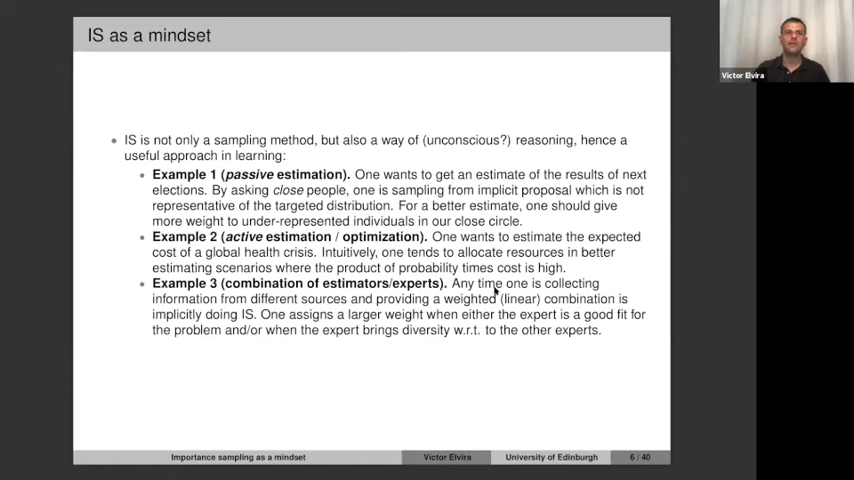 IS as a mindset
Victor Elvira
• IS is not only a sampling method, but also a way of (unconscious?) reasoning, hence a
useful approach in learning:
• Example 1 (passive estimation). One wants to get an estimate of the results of next
elections. By asking close people, one is sampling from implicit proposal which is not
representative of the targeted distribution. For a better estimate, one should give
more weight to under-represented individuals in our close circle.
• Example 2 (active estimation / optimization). One wants to estimate the expected
cost of a global health crisis. Intuitively, one tends to allocate resources in better
estimating scenarios where the product of probability times cost is high.
• Example 3 (combination of estimators/experts). Any time one is collecting
information from different sources and providing a weighted (linear) combination is
implicitly doing IS. One assigns a larger weight when either the expert is a good fit for
the problem and/or when the expert brings diversity w.r.t. to the other experts.
Importance sampling as a mindset
Victor Elvira
University of Edinburgh
6 / 40